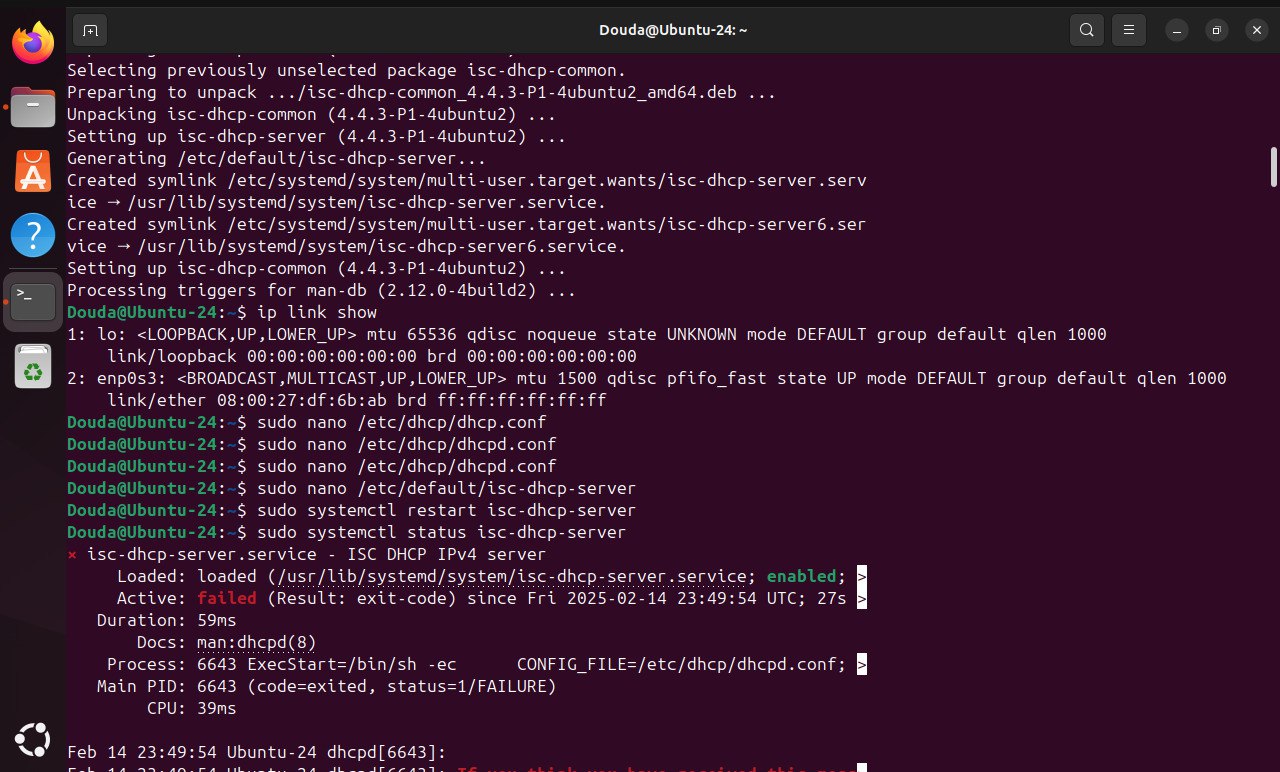 Douda@Ubuntu-24: ~
Selecting previously unselected package isc-dhcp-common.
Preparing to unpack .../isc-dhcp-common_4.4.3-P1-4ubuntu2_amd64.deb ...
Unpacking isc-dhcp-common (4.4.3-P1-4ubuntu2) ...
Setting up isc-dhcp-server (4.4.3-P1-4ubuntu2) ...
Generating /etc/default/isc-dhcp-server...
Created symlink /etc/systemd/system/multi-user.target.wants/isc-dhcp-server.serv
ice → /usr/lib/systemd/system/isc-dhcp-server.service.
Created symlink /etc/systemd/system/multi-user.target.wants/isc-dhcp-server6.ser
vice → /usr/lib/systemd/system/isc-dhcp-server6.service.
Setting up isc-dhcp-common (4.4.3-P1-4ubuntu2) ...
Processing triggers for man-db (2.12.0-4build2) ...
Douda@Ubuntu-24:~$ ip link show
1: lo: <LOOPBACK,UP,LOWER_UP> mtu 65536 qdisc noqueue state UNKNOWN mode DEFAULT group default qlen 1000
    link/loopback 00:00:00:00:00:00 brd 00:00:00:00:00:00
2: enp0s3: <BROADCAST,MULTICAST,UP,LOWER_UP> mtu 1500 qdisc pfifo_fast state UP mode DEFAULT group default qlen 1000
    link/ether 08:00:27:df:6b:ab brd ff:ff:ff:ff:ff:ff
Douda@Ubuntu-24:~$ sudo nano /etc/dhcp/dhcp.conf
Douda@Ubuntu-24:~$ sudo nano /etc/dhcp/dhcpd.conf
Douda@Ubuntu-24:~$ sudo nano /etc/dhcp/dhcpd.conf
Douda@Ubuntu-24:~$ sudo nano /etc/default/isc-dhcp-server
Douda@Ubuntu-24:~$ sudo systemctl restart isc-dhcp-server
Douda@Ubuntu-24:~$ sudo systemctl status isc-dhcp-server
× isc-dhcp-server.service - ISC DHCP IPv4 server
     Loaded: loaded (/usr/lib/systemd/system/isc-dhcp-server.service; enabled; >
     Active: failed (Result: exit-code) since Fri 2025-02-14 23:49:54 UTC; 27s >
   Duration: 59ms
       Docs: man:dhcpd(8)
    Process: 6643 ExecStart=/bin/sh -ec      CONFIG_FILE=/etc/dhcp/dhcpd.conf; >
   Main PID: 6643 (code=exited, status=1/FAILURE)
        CPU: 39ms
Feb 14 23:49:54 Ubuntu-24 dhcpd[6643]:
Feb 14 23:49:54 Ubuntu-24 dhcpd[6643]: If you think you have received this